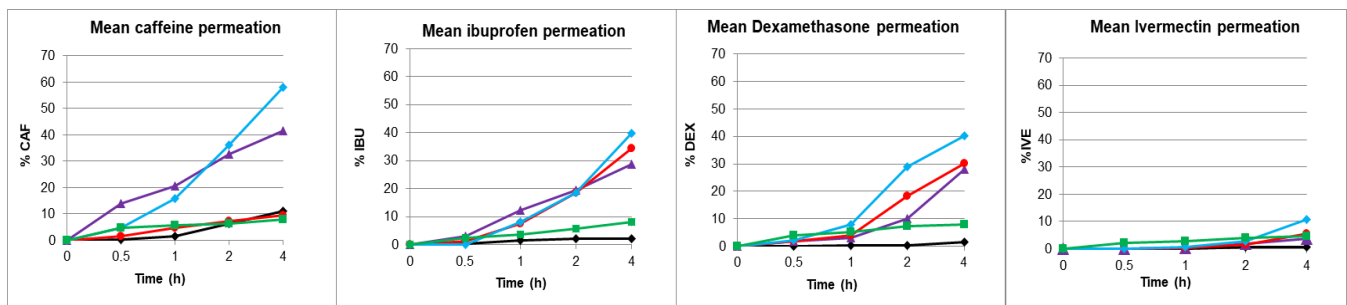 Mean caffeine permeation
70
60
50
40
30
20
10
0
% CAF
0 0.5 1 2 4
Time (h)
Mean ibuprofen permeation
70
60
50
40
30
20
10
0
% IBU
0 0.5 1 2 4
Time (h)
Mean Dexamethasone permeation
70
60
50
40
30
20
10
0
% DEX
0 0.5 1 2 4
Time (h)
Mean Ivermectin permeation
70
60
50
40
30
20
10
0
%IVE
0 0.5 1 2 4
Time (h)